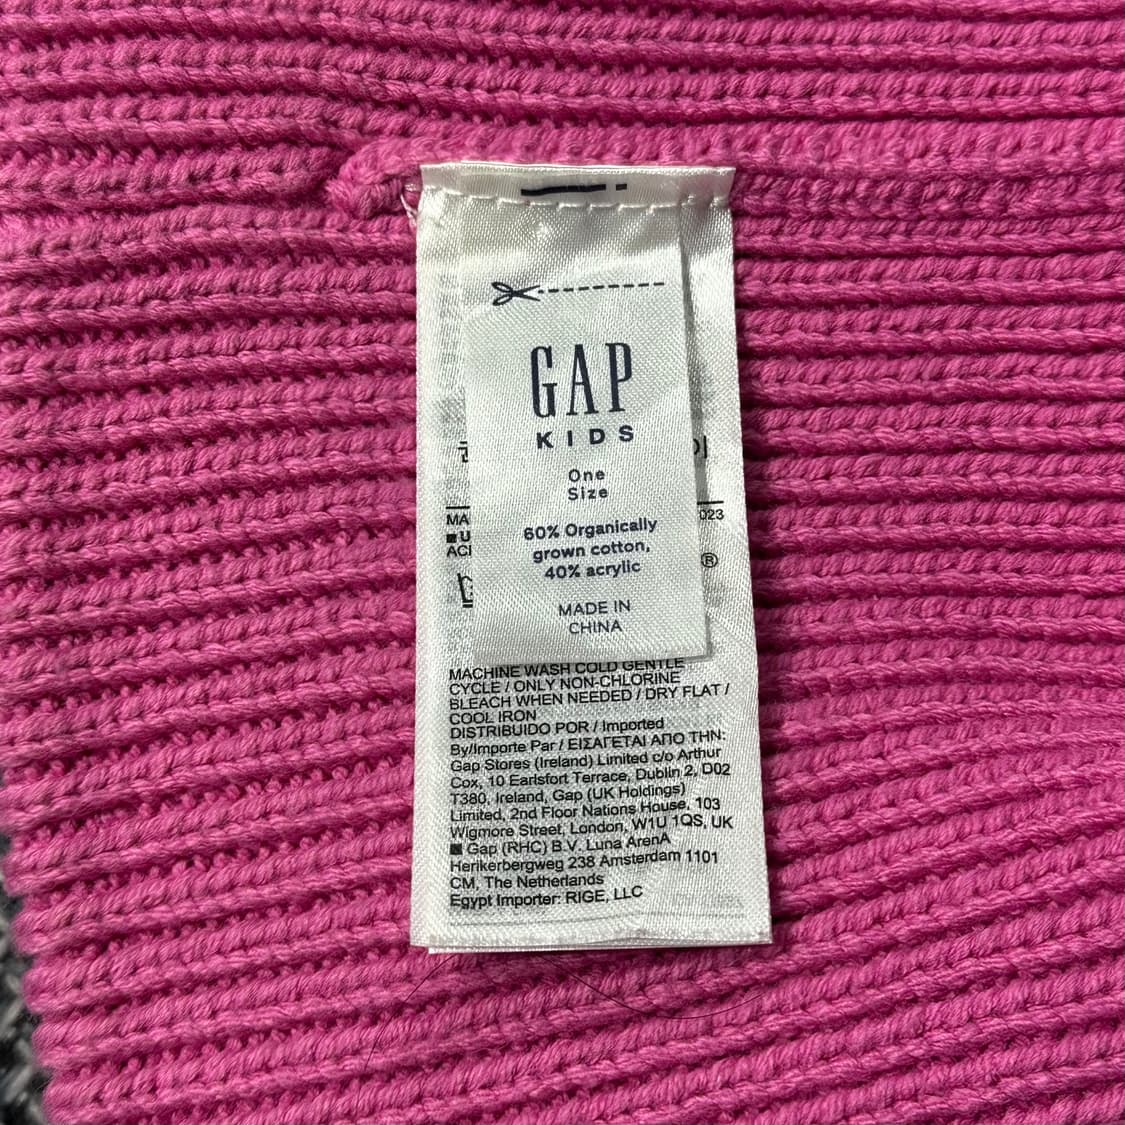 GAP
KIDS
One
Size
60% Organically
grown cotton,
40% acrylic
MADE IN
CHINA
MA
023
U
ACI
®
MACHINE WASH COLD GENTLE
CYCLE / ONLY NON-CHLORINE
BLEACH WHEN NEEDED / DRY FLAT /
COOL IRON
DISTRIBUIDO POR / Imported
By/Importe Par / ΕΙΣΑΓΕΤΑΙ ΑΠΟ ΤΗΝ:
Gap Stores (Ireland) Limited c/o Arthur
Cox, 10 Earlsfort Terrace, Dublin 2, D02
T380, Ireland, Gap (UK Holdings)
Limited, 2nd Floor Nations House, 103
Wigmore Street, London, W1U 1QS, UK
■ Gap (RHC) B.V. Luna ArenA
Herikerbergweg 238 Amsterdam 1101
CM, The Netherlands
Egypt Importer: RIGE, LLC